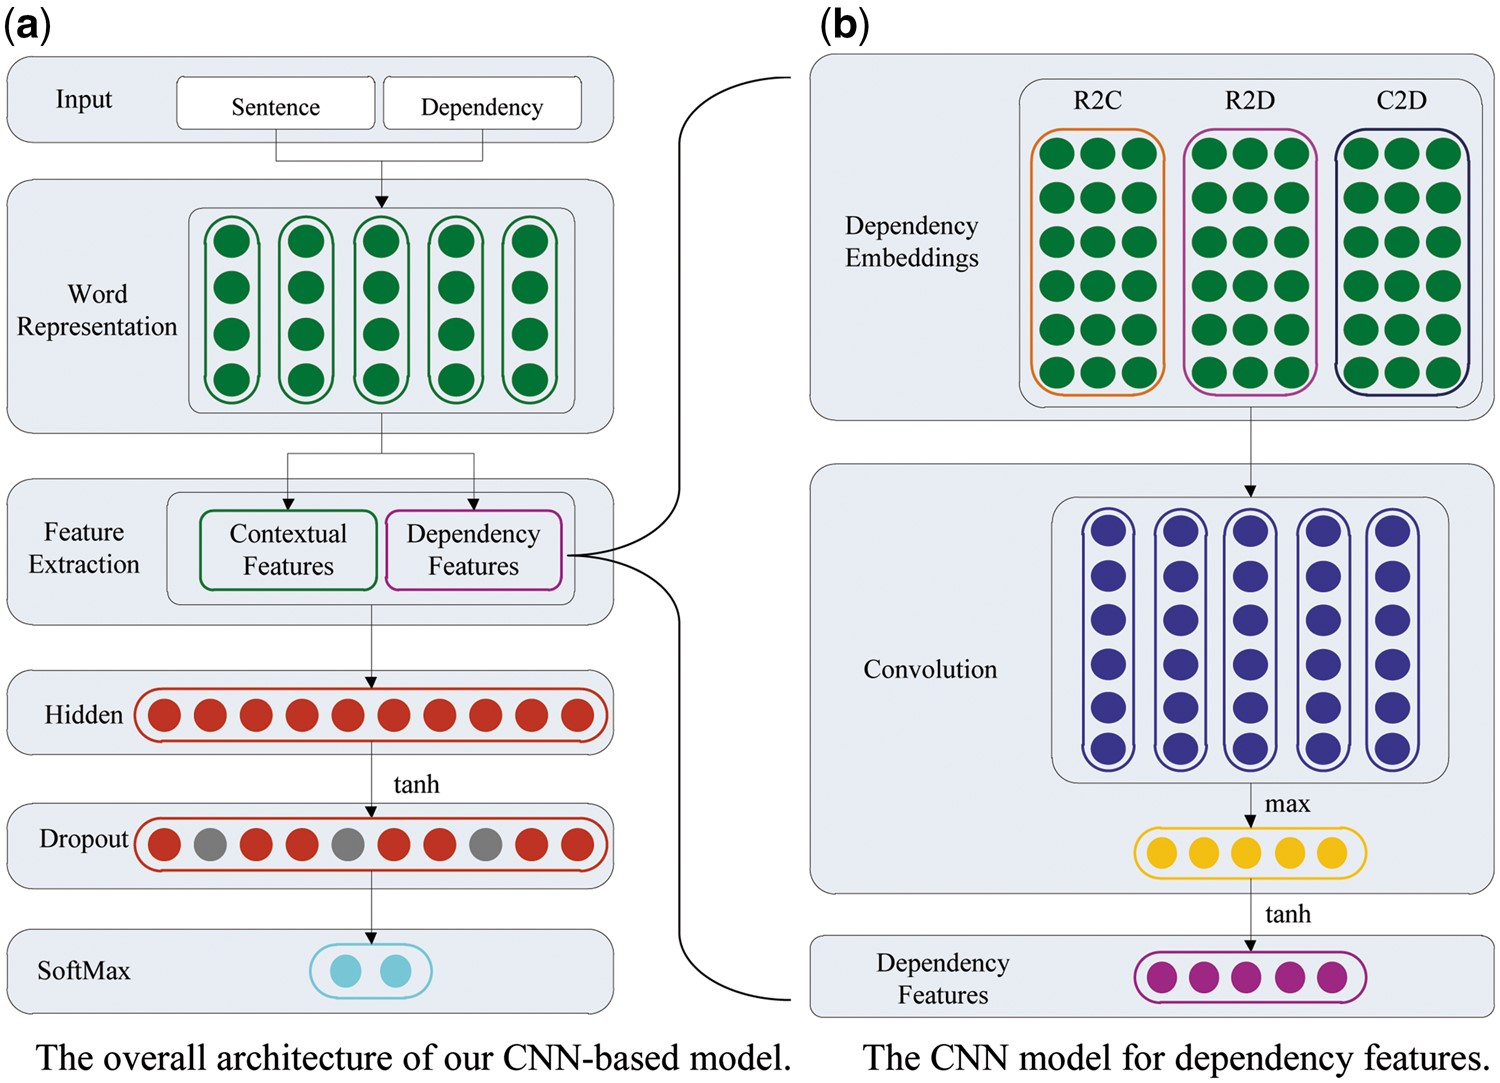 (a)
Input
Sentence
Dependency
Word
Representation
Feature
Extraction
Contextual
Features
Dependency
Features
Hidden
tanh
Dropout
SoftMax
The overall architecture of our CNN-based model.
(b)
R2C
R2D
C2D
Dependency
Embeddings
Convolution
max
tanh
Dependency
Features
The CNN model for dependency features.